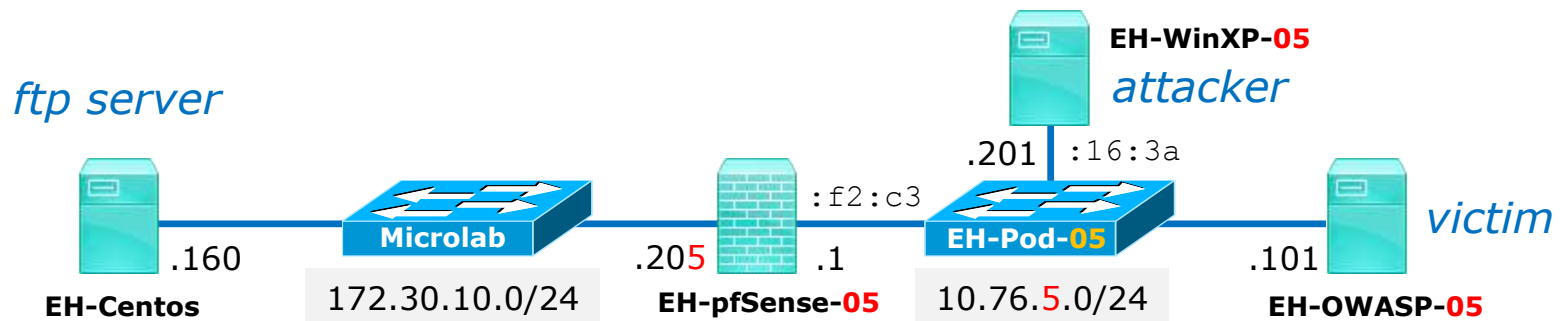 EH-WinXP-05
attacker
ftp server
.201
:16:3a
:f2:c3
victim
Microlab
EH-Pod-05
.160
.205
.1
.101
EH-Centos
172.30.10.0/24
EH-pfSense-05
10.76.5.0/24
EH-OWASP-05